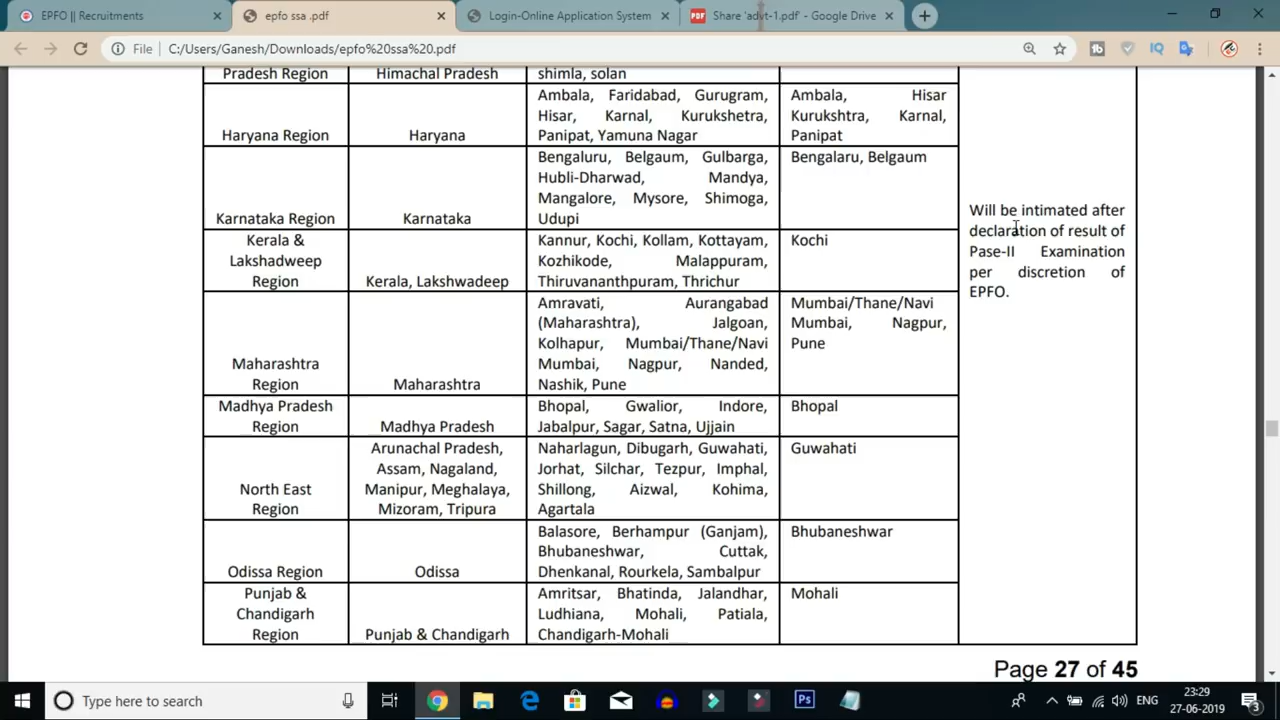 EPFO || Recruitments
epfo ssa .pdf
Login-Online Application System
PDF
Share 'advt-1.pdf' - Google Drive
File
C:/Users/Ganesh/Downloads/epfo%20ssa%20.pdf
Pradesh Region
Himachal Pradesh
shimla, solan
Haryana Region
Haryana
Ambala, Faridabad, Gurugram,
Hisar, Karnal, Kurukshetra,
Panipat, Yamuna Nagar
Ambala, Hisar
Kurukshtra, Karnal,
Panipat
Karnataka Region
Karnataka
Bengaluru, Belgaum, Gulbarga,
Hubli-Dharwad, Mandya,
Mangalore, Mysore, Shimoga,
Udupi
Bengalaru, Belgaum
Kerala &
Lakshadweep
Region
Kerala, Lakshwadeep
Kannur, Kochi, Kollam, Kottayam,
Kozhikode, Malappuram,
Thiruvananthpuram, Thrichur
Kochi
Maharashtra
Region
Maharashtra
Amravati, Aurangabad
(Maharashtra), Jalgoan,
Kolhapur, Mumbai/Thane/Navi
Mumbai, Nagpur, Nanded,
Nashik, Pune
Mumbai/Thane/Navi
Mumbai, Nagpur,
Pune
Madhya Pradesh
Region
Madhya Pradesh
Bhopal, Gwalior, Indore,
Jabalpur, Sagar, Satna, Ujjain
Bhopal
North East
Region
Arunachal Pradesh,
Assam, Nagaland,
Manipur, Meghalaya,
Mizoram, Tripura
Naharlagun, Dibugarh, Guwahati,
Jorhat, Silchar, Tezpur, Imphal,
Shillong, Aizwal, Kohima,
Agartala
Guwahati
Odissa Region
Odissa
Balasore, Berhampur (Ganjam),
Bhubaneshwar, Cuttak,
Dhenkanal, Rourkela, Sambalpur
Bhubaneshwar
Punjab &
Chandigarh
Region
Punjab & Chandigarh
Amritsar, Bhatinda, Jalandhar,
Ludhiana, Mohali, Patiala,
Chandigarh-Mohali
Mohali
Will be intimated after
declaration of result of
Pase-II Examination
per discretion of
EPFO.
Page 27 of 45
Type here to search
Ps
ENG
23:29
27-06-2019
3